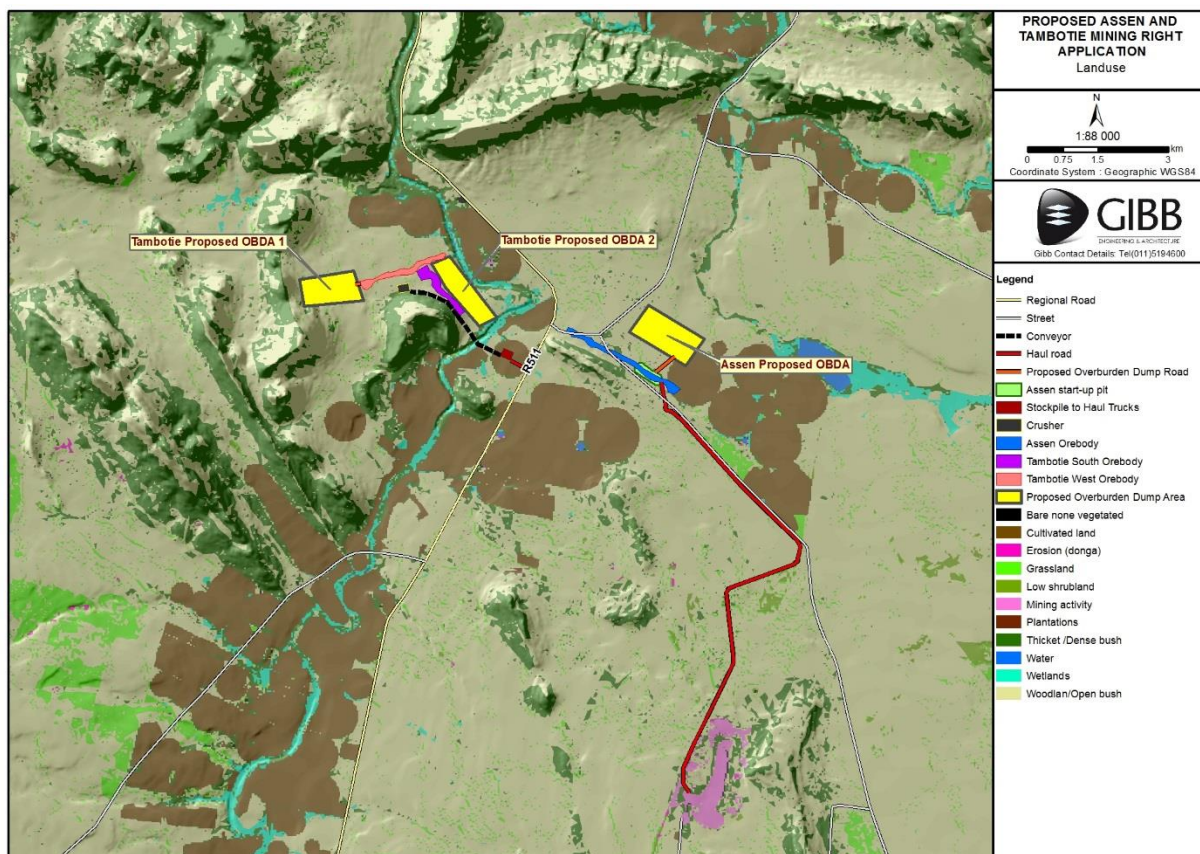 PROPOSED ASSEN AND
TAMBOTIE MINING RIGHT
APPLICATION
Landuse
N
1:88 000
km
0 0.75 1.5 3
Coordinate System : Geographic WGS84
GIBB
ENGINEERING & ARCHITECTURE
Gibb Contact Details: Tel(011)5194600
Legend
Regional Road
Street
Conveyor
Haul road
Proposed Overburden Dump Road
Assen start-up pit
Stockpile to Haul Trucks
Crusher
Assen Orebody
Tambotie South Orebody
Tambotie West Orebody
Proposed Overburden Dump Area
Bare none vegetated
Cultivated land
Erosion (donga)
Grassland
Low shrubland
Mining activity
Plantations
Thicket /Dense bush
Water
Wetlands
Woodlan/Open bush
Tambotie Proposed OBDA 1
Tambotie Proposed OBDA 2
Assen Proposed OBDA
R511